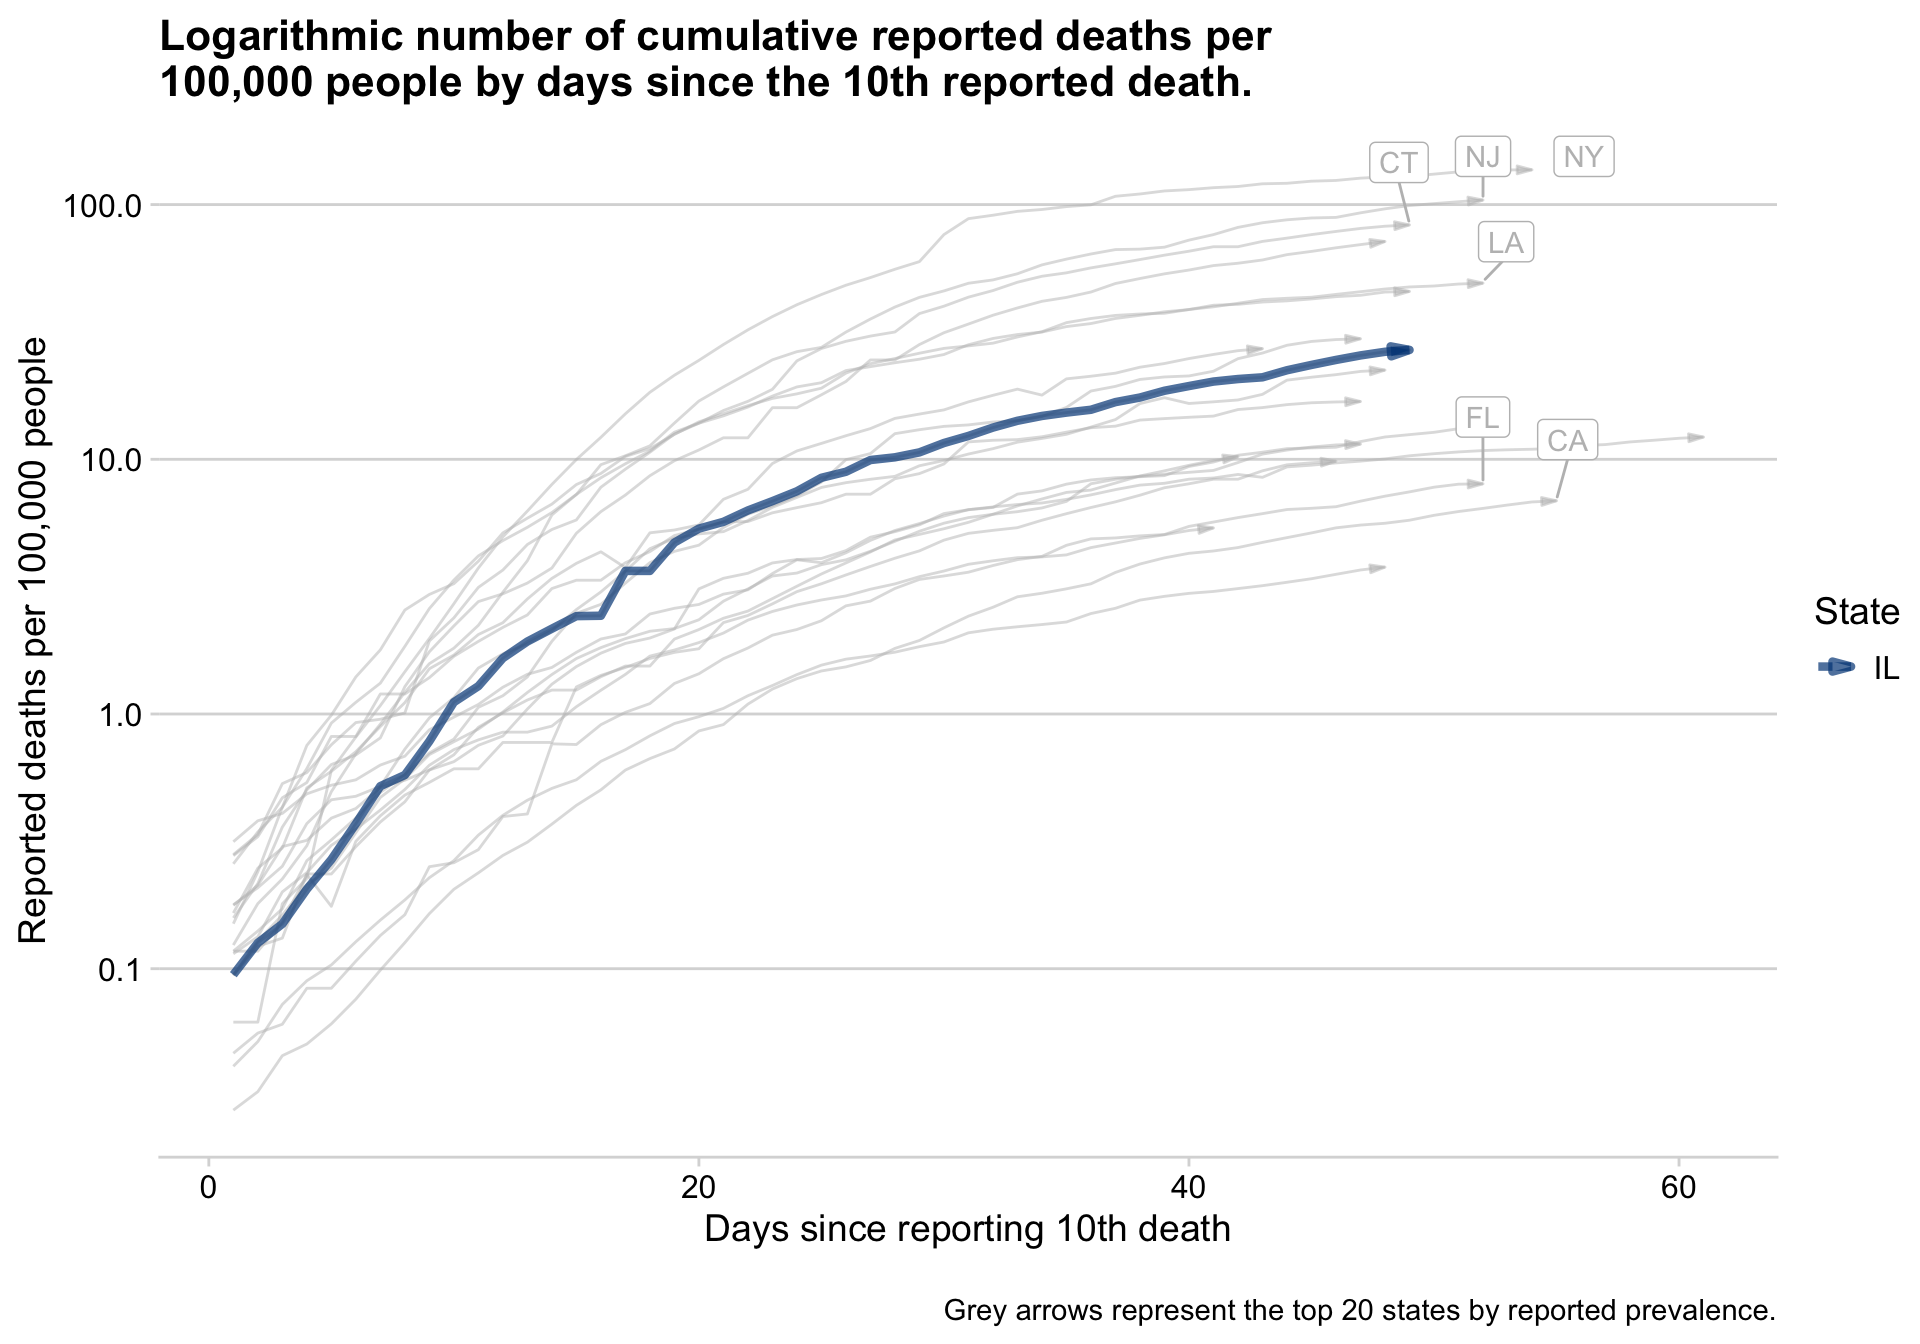 Logarithmic number of cumulative reported deaths per
100,000 people by days since the 10th reported death.
CT
NJ
NY
LA
FL
CA
Reported deaths per 100,000 people
100.0
10.0
1.0
0.1
0
20
40
60
Days since reporting 10th death
State
IL
Grey arrows represent the top 20 states by reported prevalence.